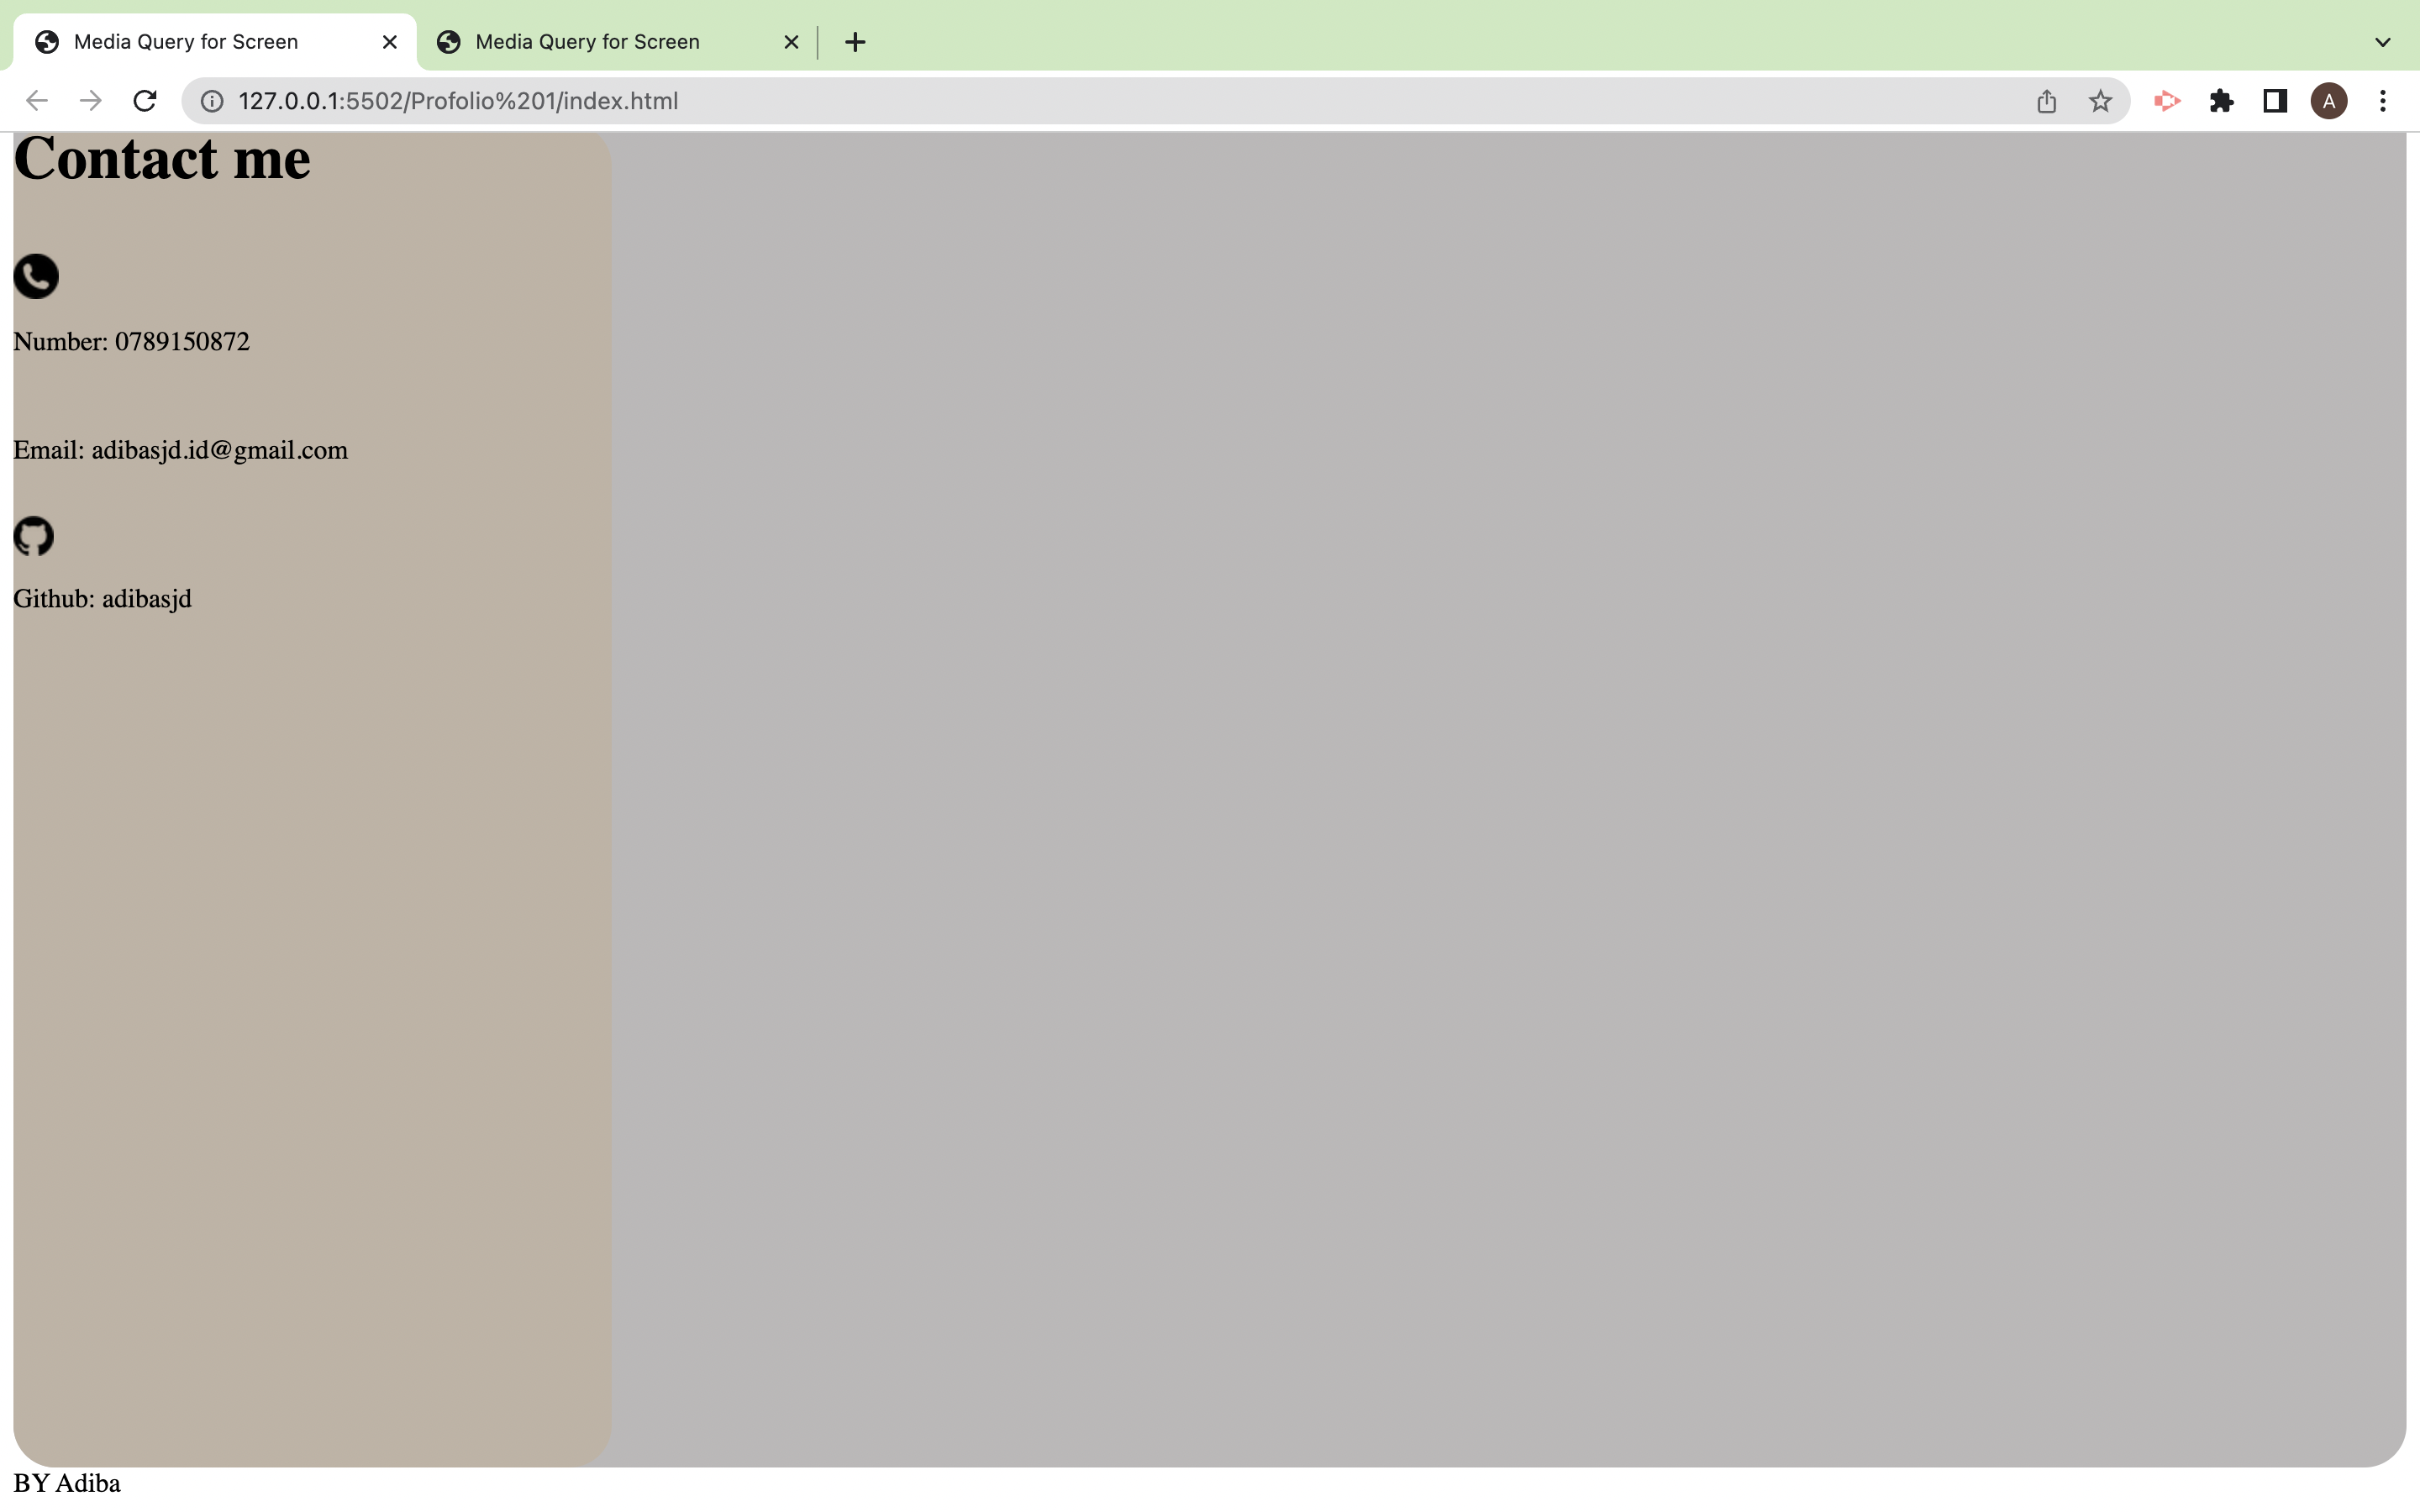 Media Query for Screen
Media Query for Screen
127.0.0.1:5502/Profolio%201/index.html
A
Contact me
Number: 0789150872
Email: adibasjd.id@gmail.com
Github: adibasjd
BY Adiba